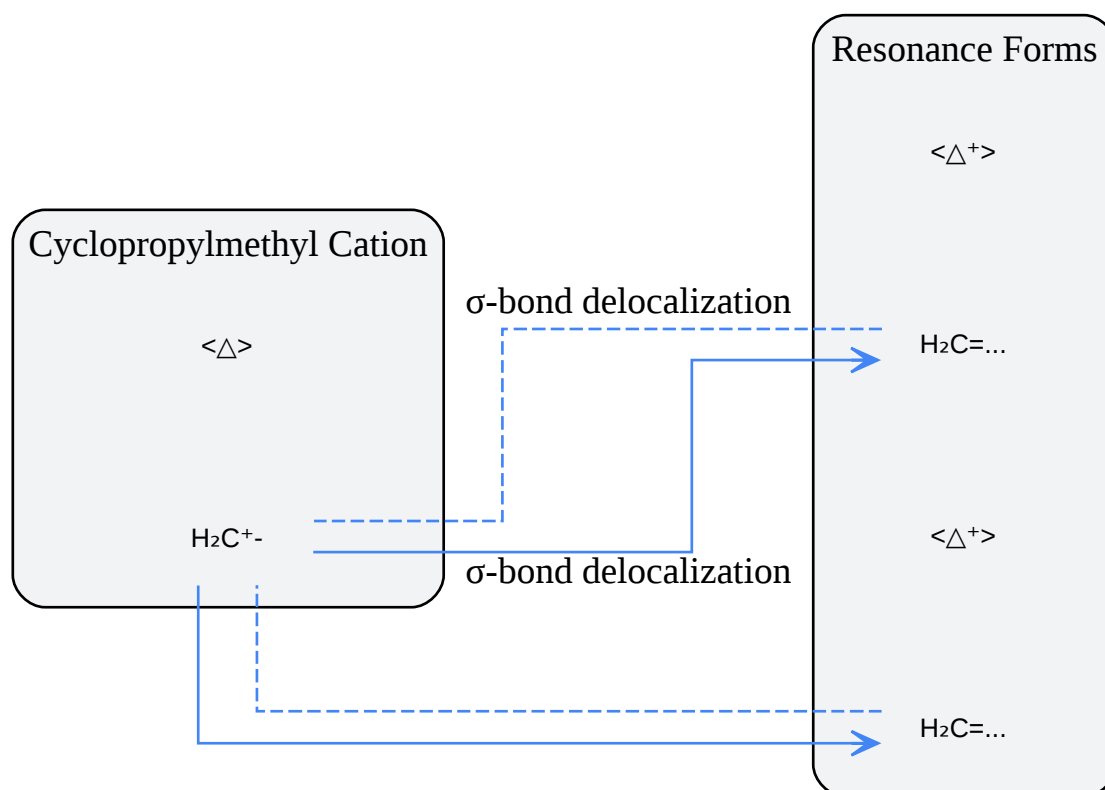 Resonance Forms
<△⁺>
Cyclopropylmethyl Cation
σ-bond delocalization
<△>
H₂C=...
H₂C⁺-
<△⁺>
σ-bond delocalization
H₂C=...